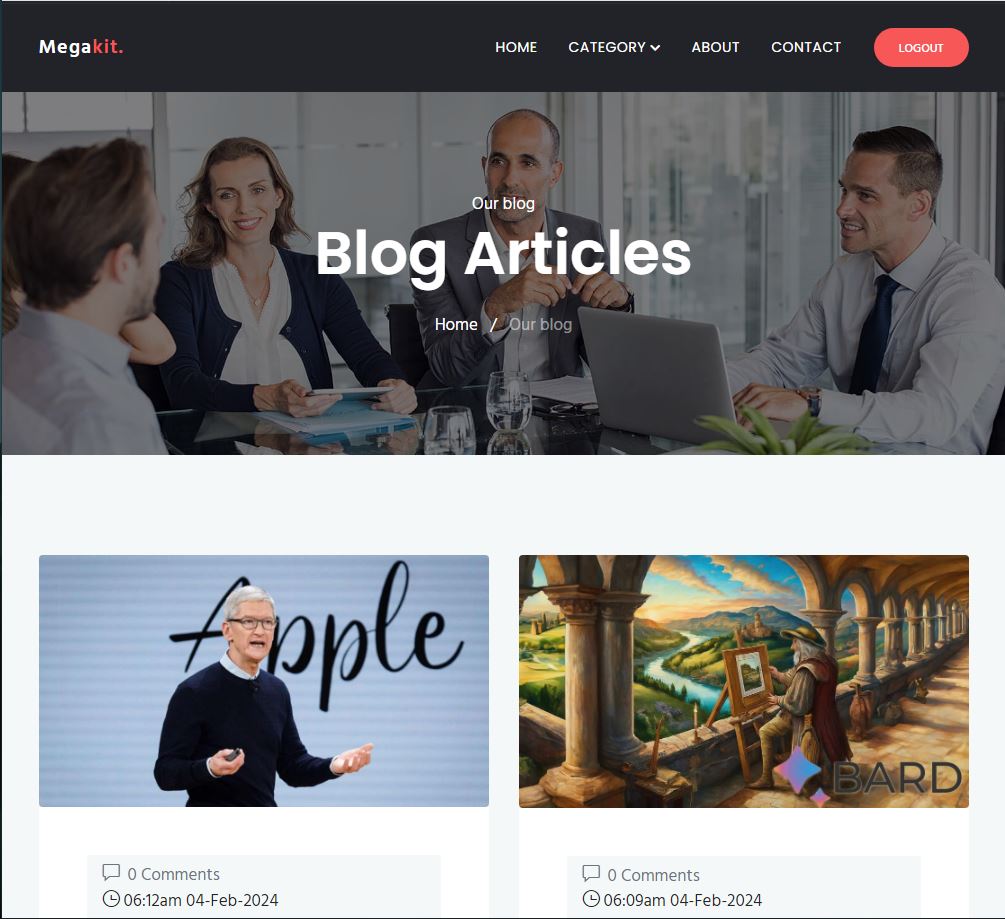 Megakit.
HOME CATEGORY ABOUT CONTACT LOGOUT
Our blog
Blog Articles
Home / Our blog
Apple
BARD
0 Comments
06:12am 04-Feb-2024
0 Comments
06:09am 04-Feb-2024